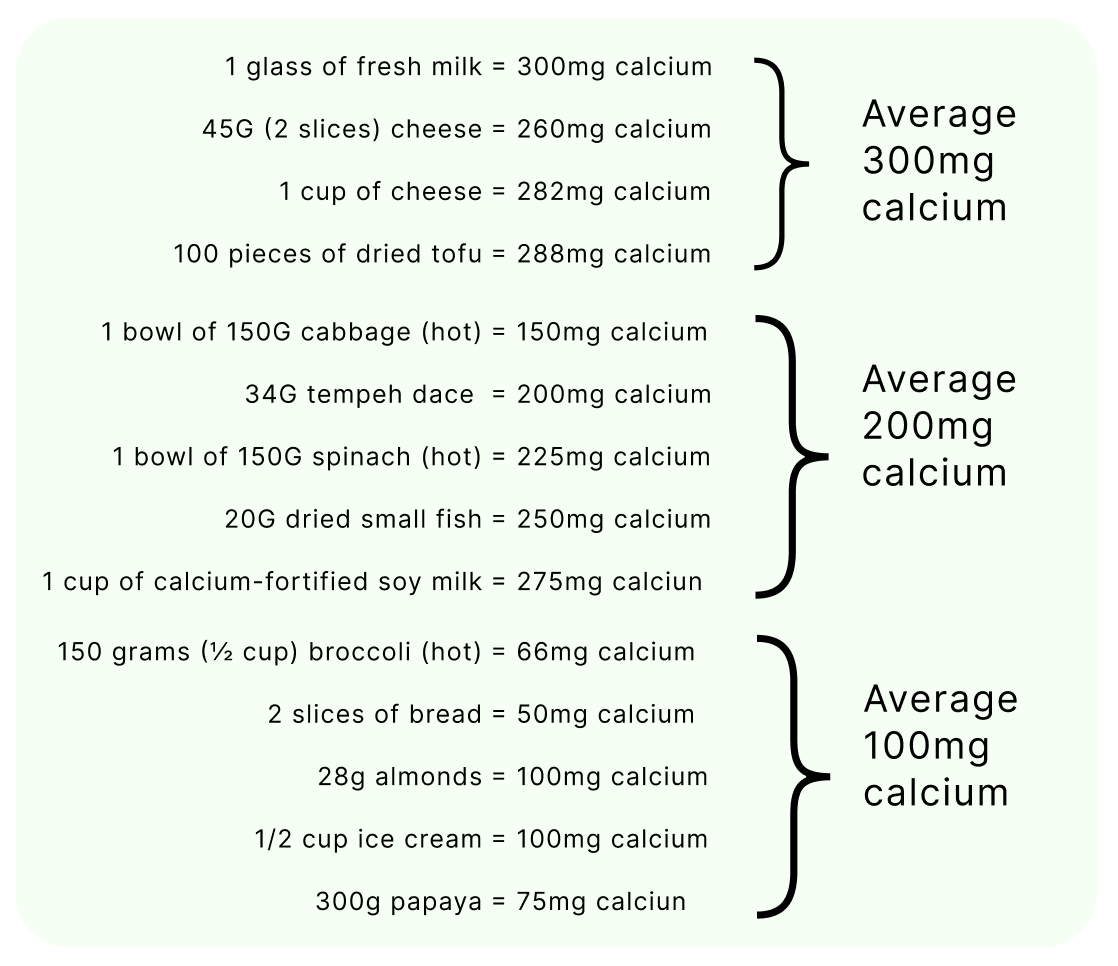 1 glass of fresh milk = 300mg calcium
45G (2 slices) cheese = 260mg calcium
1 cup of cheese = 282mg calcium
100 pieces of dried tofu = 288mg calcium
Average
300mg
calcium
1 bowl of 150G cabbage (hot) = 150mg calcium
34G tempeh dace = 200mg calcium
1 bowl of 150G spinach (hot) = 225mg calcium
20G dried small fish = 250mg calcium
1 cup of calcium-fortified soy milk = 275mg calciun
Average
200mg
calcium
150 grams (½ cup) broccoli (hot) = 66mg calcium
2 slices of bread = 50mg calcium
28g almonds = 100mg calcium
1/2 cup ice cream = 100mg calcium
300g papaya = 75mg calciun
Average
100mg
calcium